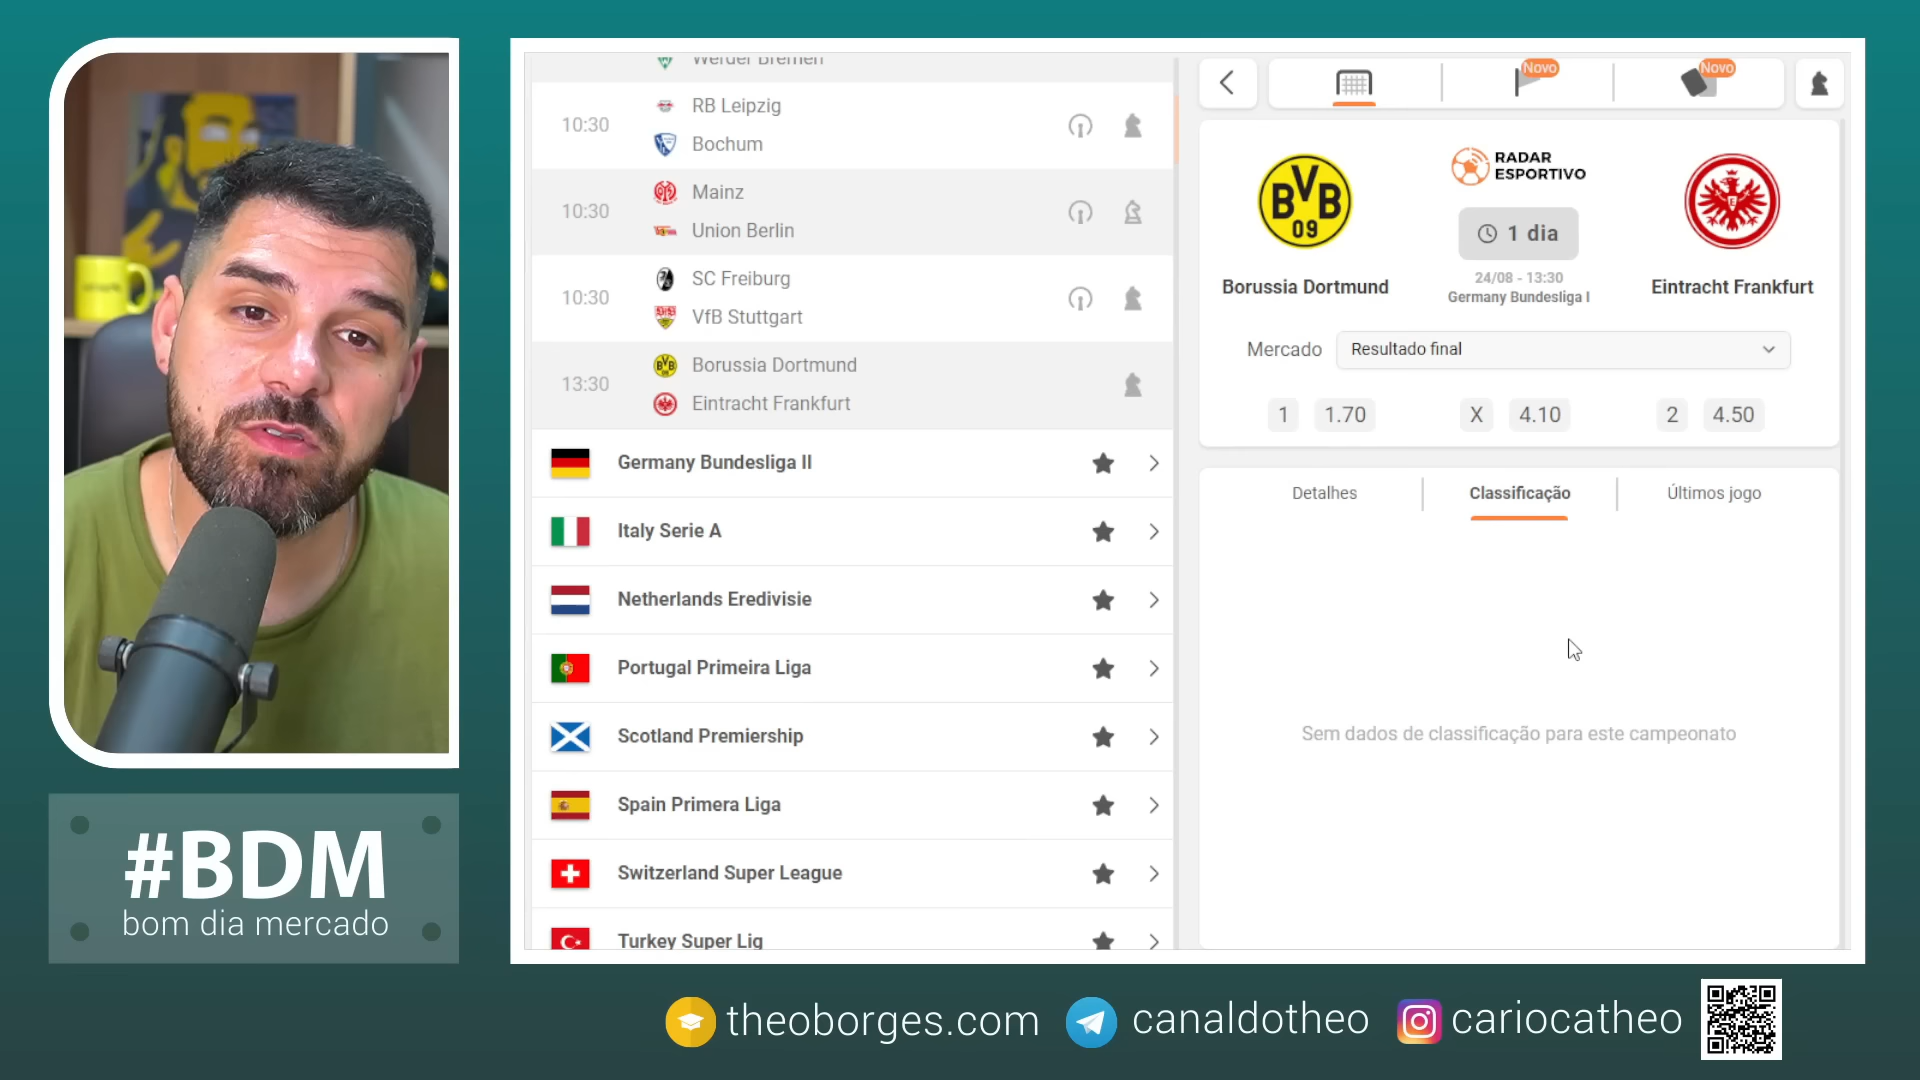 #BDM
bom dia mercado
Werder Bremen
10:30
RB Leipzig
Bochum
10:30
Mainz
Union Berlin
10:30
SC Freiburg
VfB Stuttgart
13:30
Borussia Dortmund
Eintracht Frankfurt
Germany Bundesliga II
Italy Serie A
Netherlands Eredivisie
Portugal Primeira Liga
Scotland Premiership
Spain Primera Liga
Switzerland Super League
Turkey Super Lig
Novo
Novo
BVB
09
RADAR
ESPORTIVO
1 dia
24/08 - 13:30
Germany Bundesliga I
Borussia Dortmund
Eintracht Frankfurt
Mercado
Resultado final
1 1.70 X 4.10 2 4.50
Detalhes
Classificação
Últimos jogo
Sem dados de classificação para este campeonato
theoborges.com
canaldotheo
cariocatheo